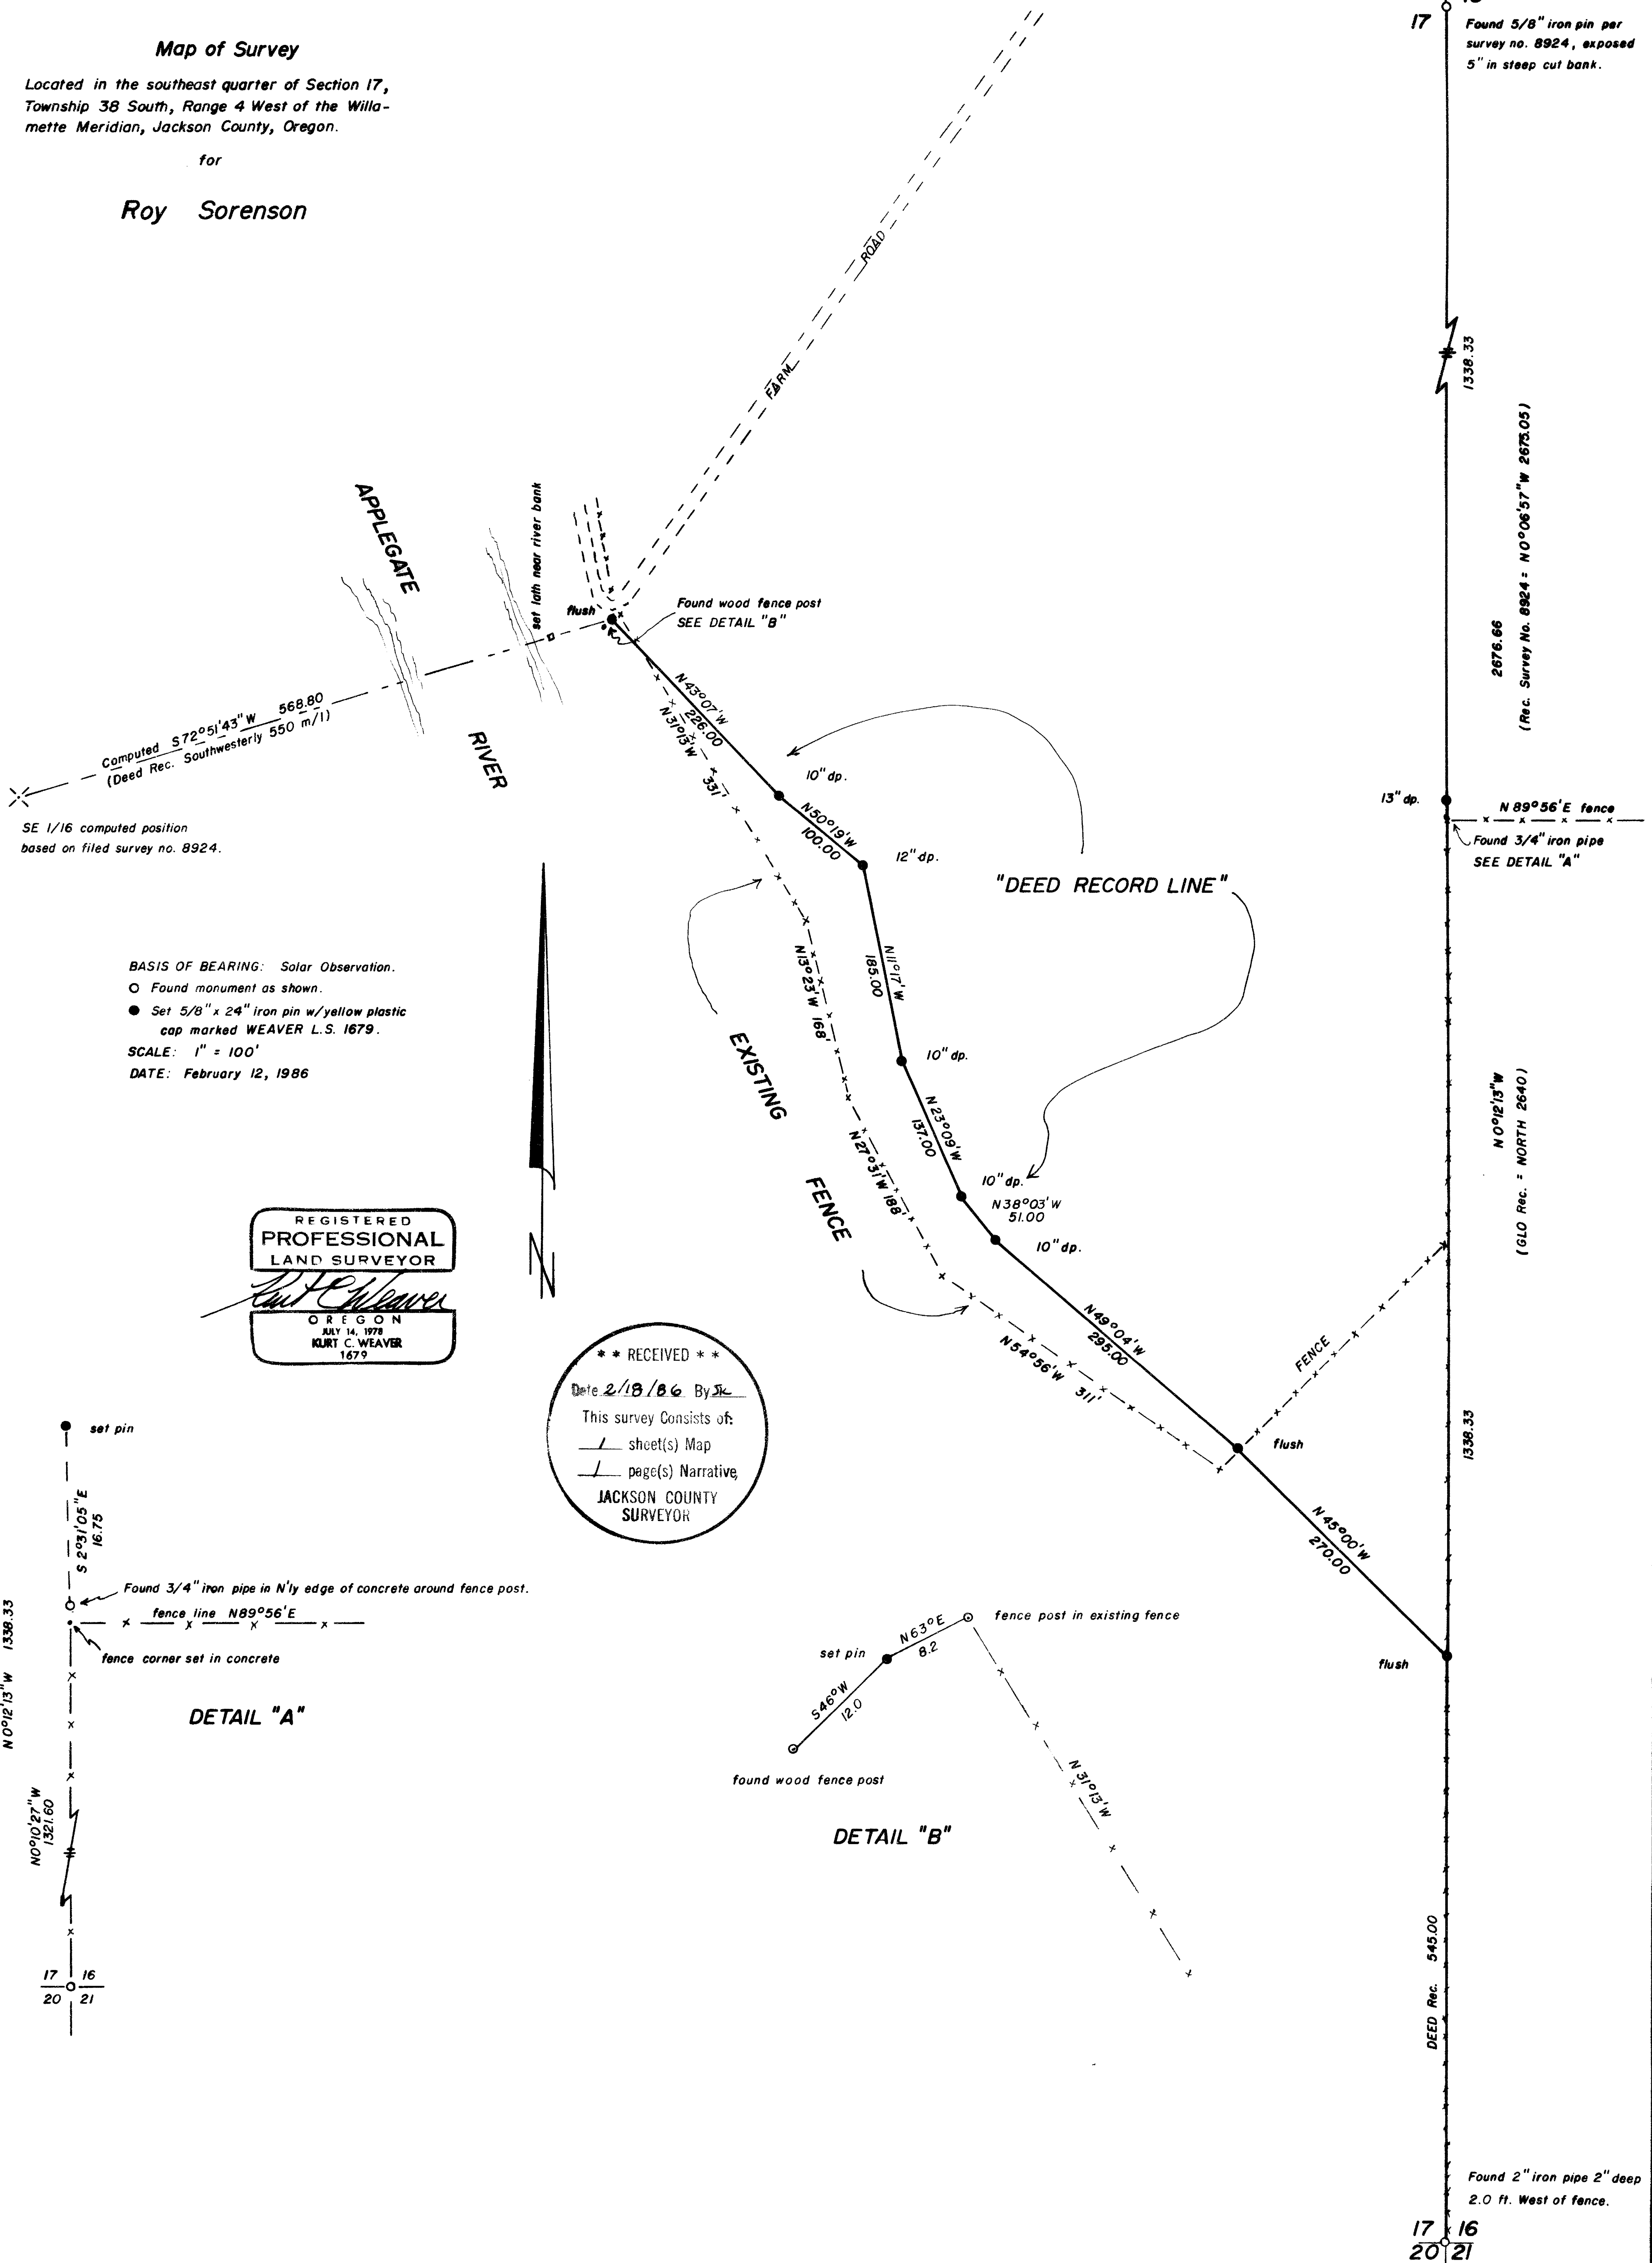 Map of Survey
Located in the southeast quarter of Section 17,
Township 38 South, Range 4 West of the Willa-
mette Meridian, Jackson County, Oregon.
for
Roy Sorenson
17
Found 5/8" iron pin per
survey no. 8924, exposed
5" in steep cut bank.
FARM ROAD
1338.33
2676.66
(Rec. Survey No. 8924 = N0°06'57"W 2675.05)
APPLEGATE
RIVER
set lath near river bank
flush
Found wood fence post
SEE DETAIL "B"
Computed S72°51'43"W 568.80
(Deed Rec. Southwesterly 550 m/l)
SE 1/16 computed position
based on filed survey no. 8924.
N43°07'W
226.00
N31°13'W 331'
10" dp.
N50°19'W
100.00
12" dp.
"DEED RECORD LINE"
13" dp.
N 89°56'E fence
Found 3/4" iron pipe
SEE DETAIL "A"
BASIS OF BEARING: Solar Observation.
Found monument as shown.
Set 5/8" x 24" iron pin w/yellow plastic
cap marked WEAVER L.S. 1679.
SCALE: 1" = 100'
DATE: February 12, 1986
N
N11°17'W
185.00
N13°23'W 168'
EXISTING
FENCE
10" dp.
N23°09'W
137.00
N27°31'W 188'
10" dp.
N38°03'W
51.00
10" dp.
N0°12'13"W
(GLO Rec. = NORTH 2640)
N49°04'W
295.00
N54°56'W 311'
FENCE
flush
1338.33
N45°00'W
270.00
flush
REGISTERED
PROFESSIONAL
LAND SURVEYOR
Kurt C Weaver
OREGON
JULY 14, 1978
KURT C. WEAVER
1679
* * RECEIVED * *
Date 2/18/86 By
This survey Consists of:
1 sheet(s) Map
1 page(s) Narrative,
JACKSON COUNTY
SURVEYOR
set pin
S 2°31'05"E
16.75
Found 3/4" iron pipe in N'ly edge of concrete around fence post.
fence line N89°56'E
fence corner set in concrete
N0°12'13"W 1338.33
N0°10'27"W
1321.60
DETAIL "A"
17 16
20 21
set pin
N63°E
8.2
fence post in existing fence
S46°W
12.0
found wood fence post
N 31°13'W
DETAIL "B"
DEED Rec. 545.00
Found 2" iron pipe 2" deep
2.0 ft. West of fence.
17 16
20 21